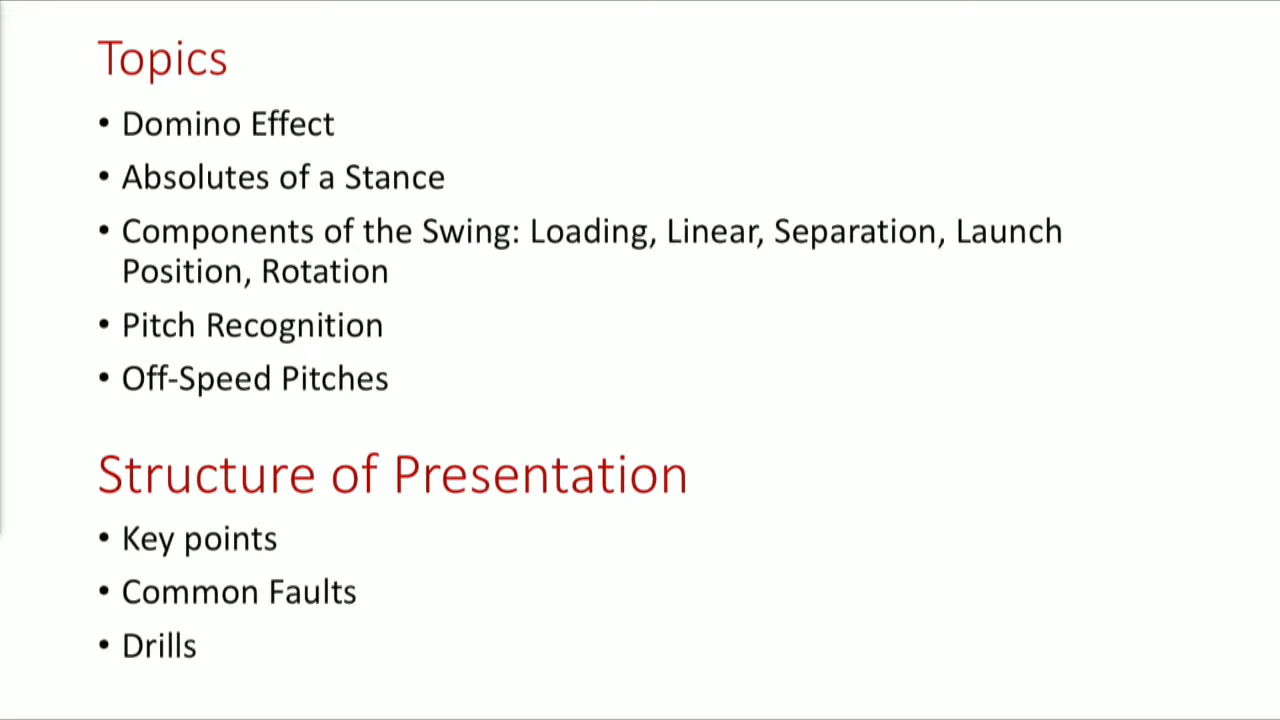 Topics
• Domino Effect
• Absolutes of a Stance
• Components of the Swing: Loading, Linear, Separation, Launch
Position, Rotation
• Pitch Recognition
• Off-Speed Pitches
Structure of Presentation
• Key points
• Common Faults
• Drills